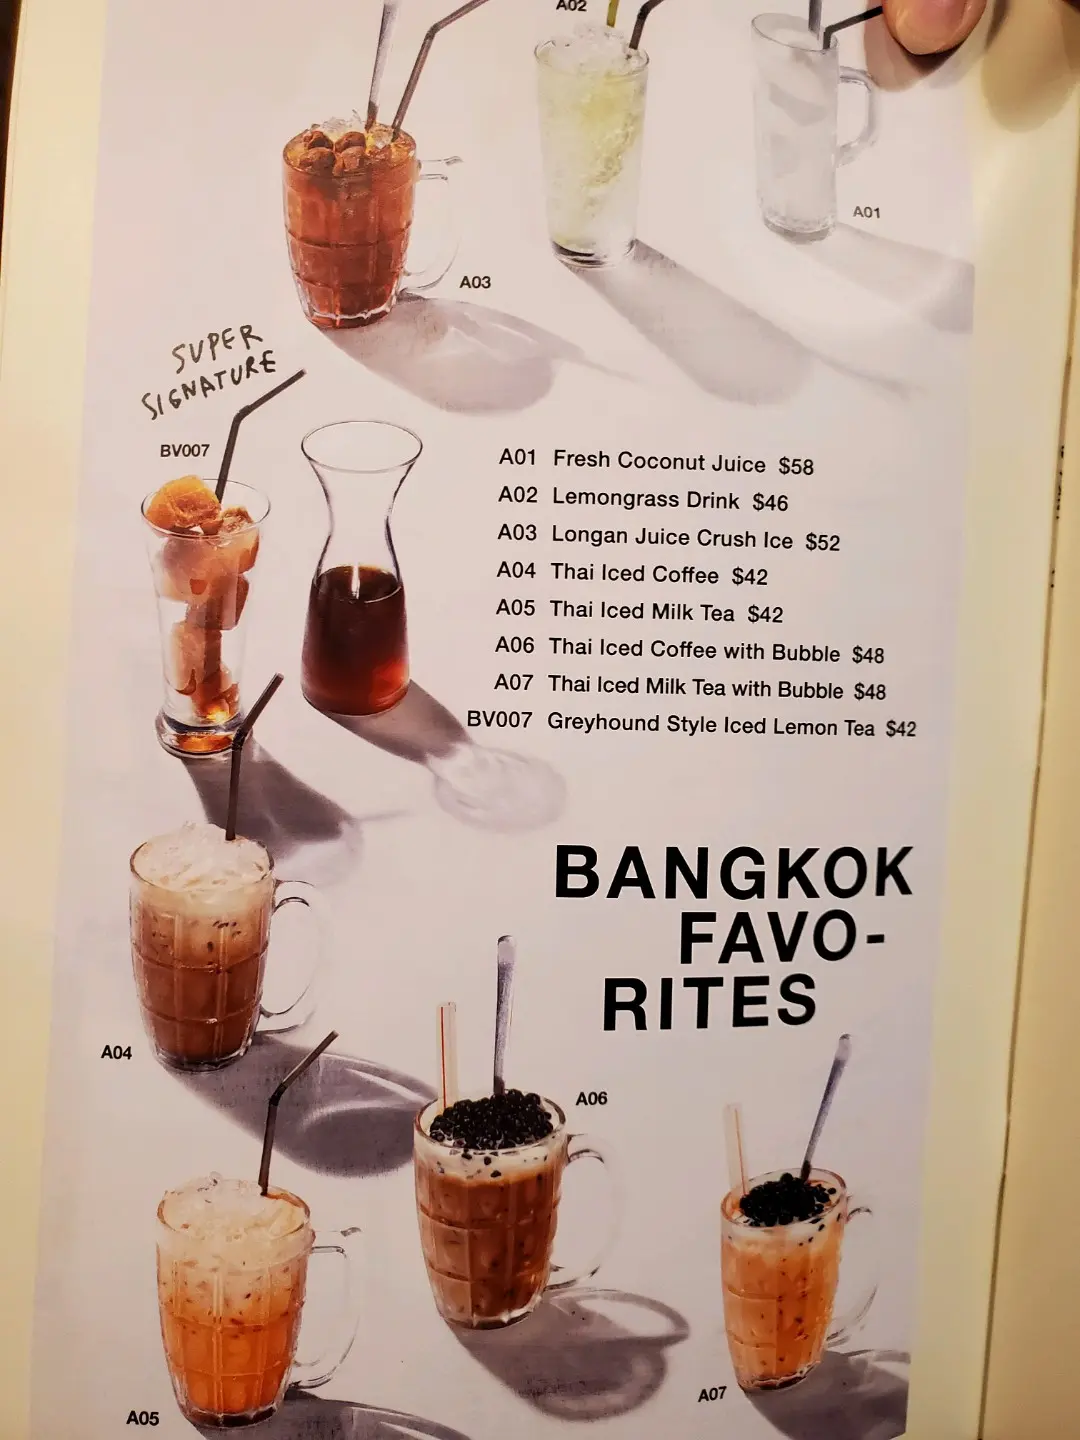 A02
A01
A03
SUPER
SIGNATURE
BV007
A01 Fresh Coconut Juice $58
A02 Lemongrass Drink $46
A03 Longan Juice Crush Ice $52
A04 Thai Iced Coffee $42
A05 Thai Iced Milk Tea $42
A06 Thai Iced Coffee with Bubble $48
A07 Thai Iced Milk Tea with Bubble $48
BV007 Greyhound Style Iced Lemon Tea $42
BANGKOK
FAVO-
RITES
A04
A06
A05
A07